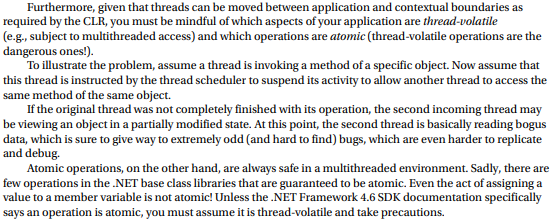 Furthermore, given that threads can be moved between application and contextual boundaries as
required by the CLR, you must be mindful of which aspects of your application are thread-volatile
(e.g., subject to multithreaded access) and which operations are atomic (thread-volatile operations are the
dangerous ones!).
To illustrate the problem, assume a thread is invoking a method of a specific object. Now assume that
this thread is instructed by the thread scheduler to suspend its activity to allow another thread to access the
same method of the same object.
If the original thread was not completely finished with its operation, the second incoming thread may
be viewing an object in a partially modified state. At this point, the second thread is basically reading bogus
data, which is sure to give way to extremely odd (and hard to find) bugs, which are even harder to replicate
and debug.
Atomic operations, on the other hand, are always safe in a multithreaded environment. Sadly, there are
few operations in the .NET base class libraries that are guaranteed to be atomic. Even the act of assigning a
value to a member variable is not atomic! Unless the .NET Framework 4.6 SDK documentation specifically
says an operation is atomic, you must assume it is thread-volatile and take precautions.